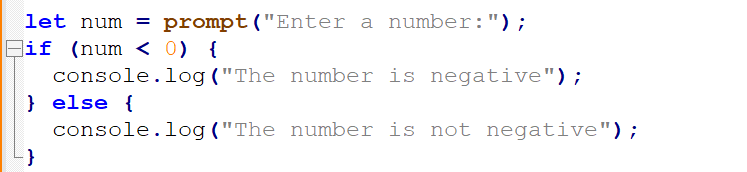 let num = prompt("Enter a number:");
if (num < 0) {
  console.log("The number is negative");
} else {
  console.log("The number is not negative");
}